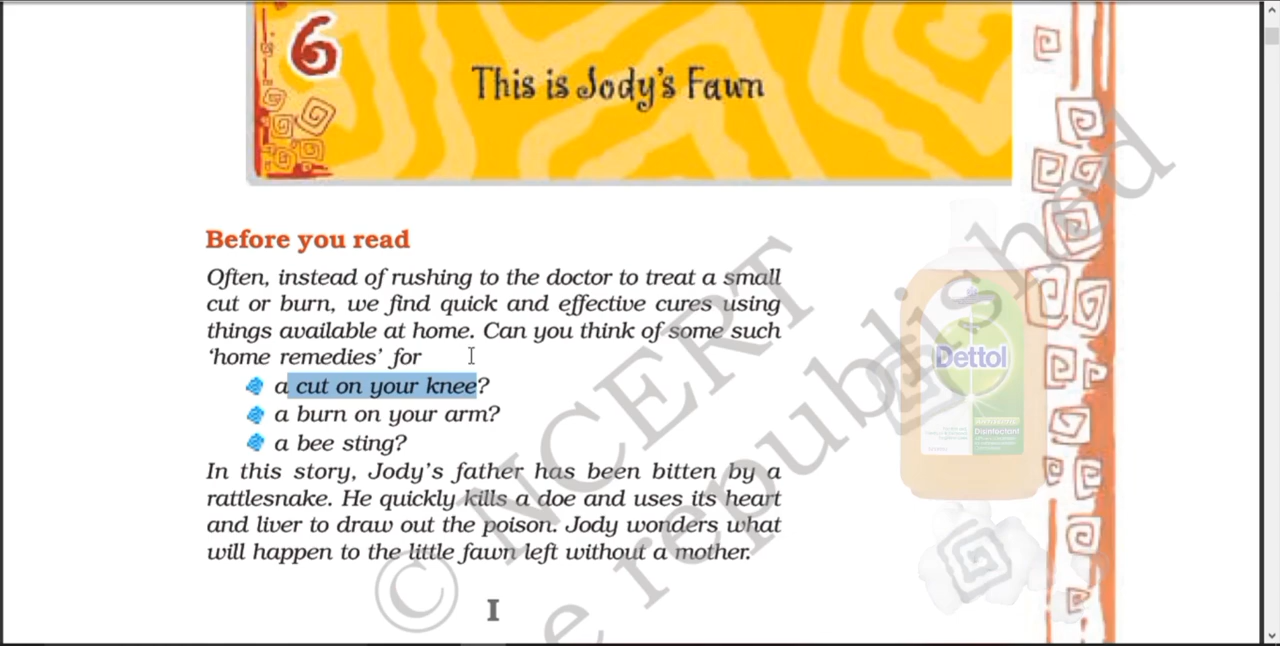 6
This is Jody's Fawn
Before you read
Often, instead of rushing to the doctor to treat a small
cut or burn, we find quick and effective cures using
things available at home. Can you think of some such
‘home remedies’ for
a cut on your knee?
a burn on your arm?
a bee sting?
In this story, Jody’s father has been bitten by a
rattlesnake. He quickly kills a doe and uses its heart
and liver to draw out the poison. Jody wonders what
will happen to the little fawn left without a mother.
I
© NCERT
e republished
Dettol
Disinfectant